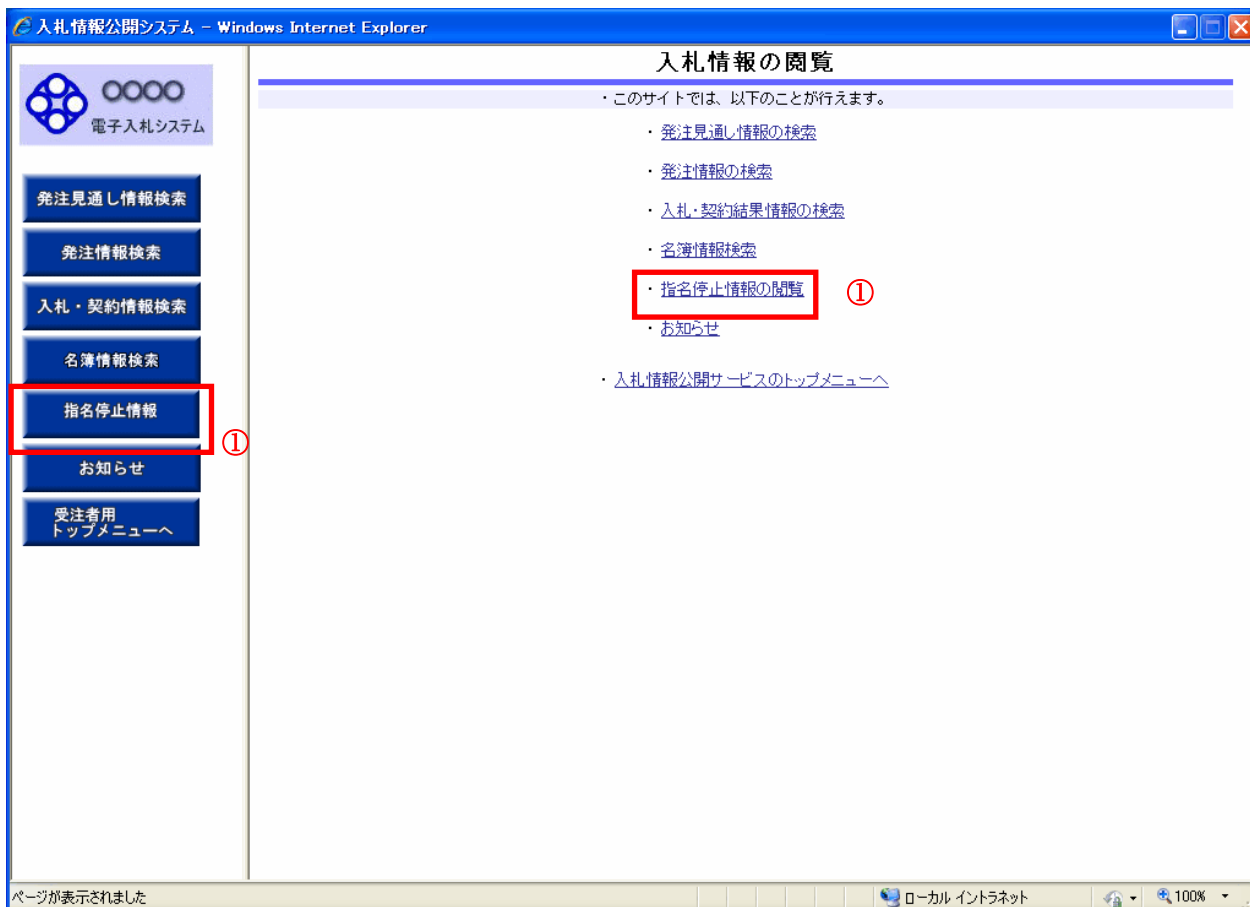 入札情報公開システム - Windows Internet Explorer
○○○○
電子入札システム
発注見通し情報検索
発注情報検索
入札・契約情報検索
名簿情報検索
指名停止情報
①
お知らせ
受注者用
トップメニューへ
入札情報の閲覧
・このサイトでは、以下のことが行えます。
・発注見通し情報の検索
・発注情報の検索
・入札・契約結果情報の検索
・名簿情報検索
・指名停止情報の閲覧
①
・お知らせ
・入札情報公開サービスのトップメニューへ
ページが表示されました
ローカル イントラネット
100%